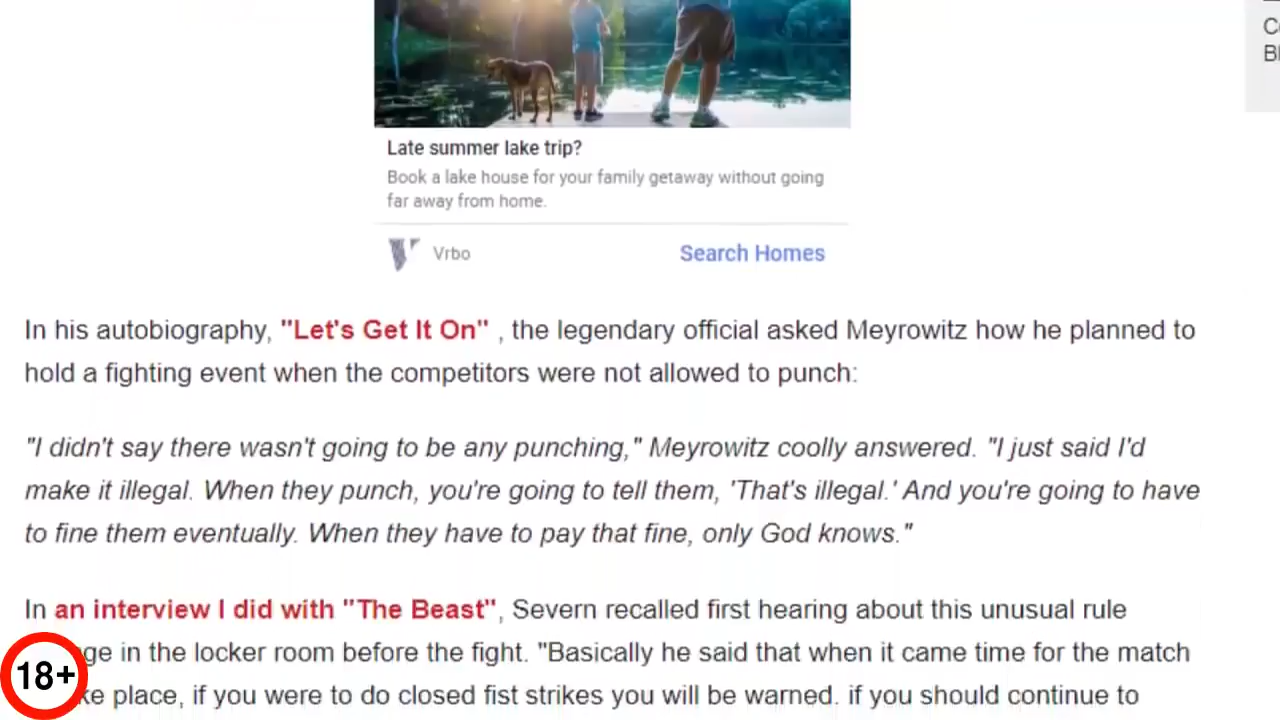 Late summer lake trip?
Book a lake house for your family getaway without going
far away from home.
Vrbo
Search Homes
In his autobiography, "Let's Get It On" , the legendary official asked Meyrowitz how he planned to
hold a fighting event when the competitors were not allowed to punch:
"I didn't say there wasn't going to be any punching," Meyrowitz coolly answered. "I just said I'd
make it illegal. When they punch, you're going to tell them, 'That's illegal.' And you're going to have
to fine them eventually. When they have to pay that fine, only God knows."
In an interview I did with "The Beast", Severn recalled first hearing about this unusual rule
ge in the locker room before the fight. "Basically he said that when it came time for the match
ke place, if you were to do closed fist strikes you will be warned. if you should continue to
18+